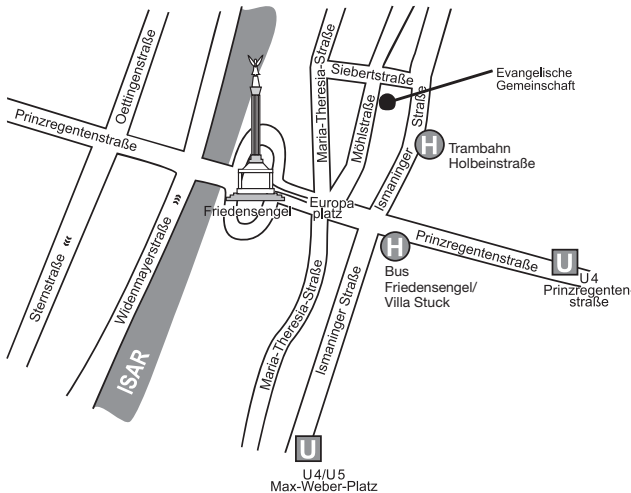 Oettingenstraße
Prinzregentenstraße
Maria-Theresia-Straße
Siebertstraße
Möhlstraße
Ismaninger
Straße
Evangelische
Gemeinschaft
H
Trambahn
Holbeinstraße
Friedensengel
Europa
platz
Sternstraße
Widenmayerstraße
ISAR
Maria-Theresia-Straße
Ismaninger Straße
H
Bus
Friedensengel/
Villa Stuck
Prinzregentenstraße
U
U4
Prinzregenten-
straße
U
U4/U5
Max-Weber-Platz